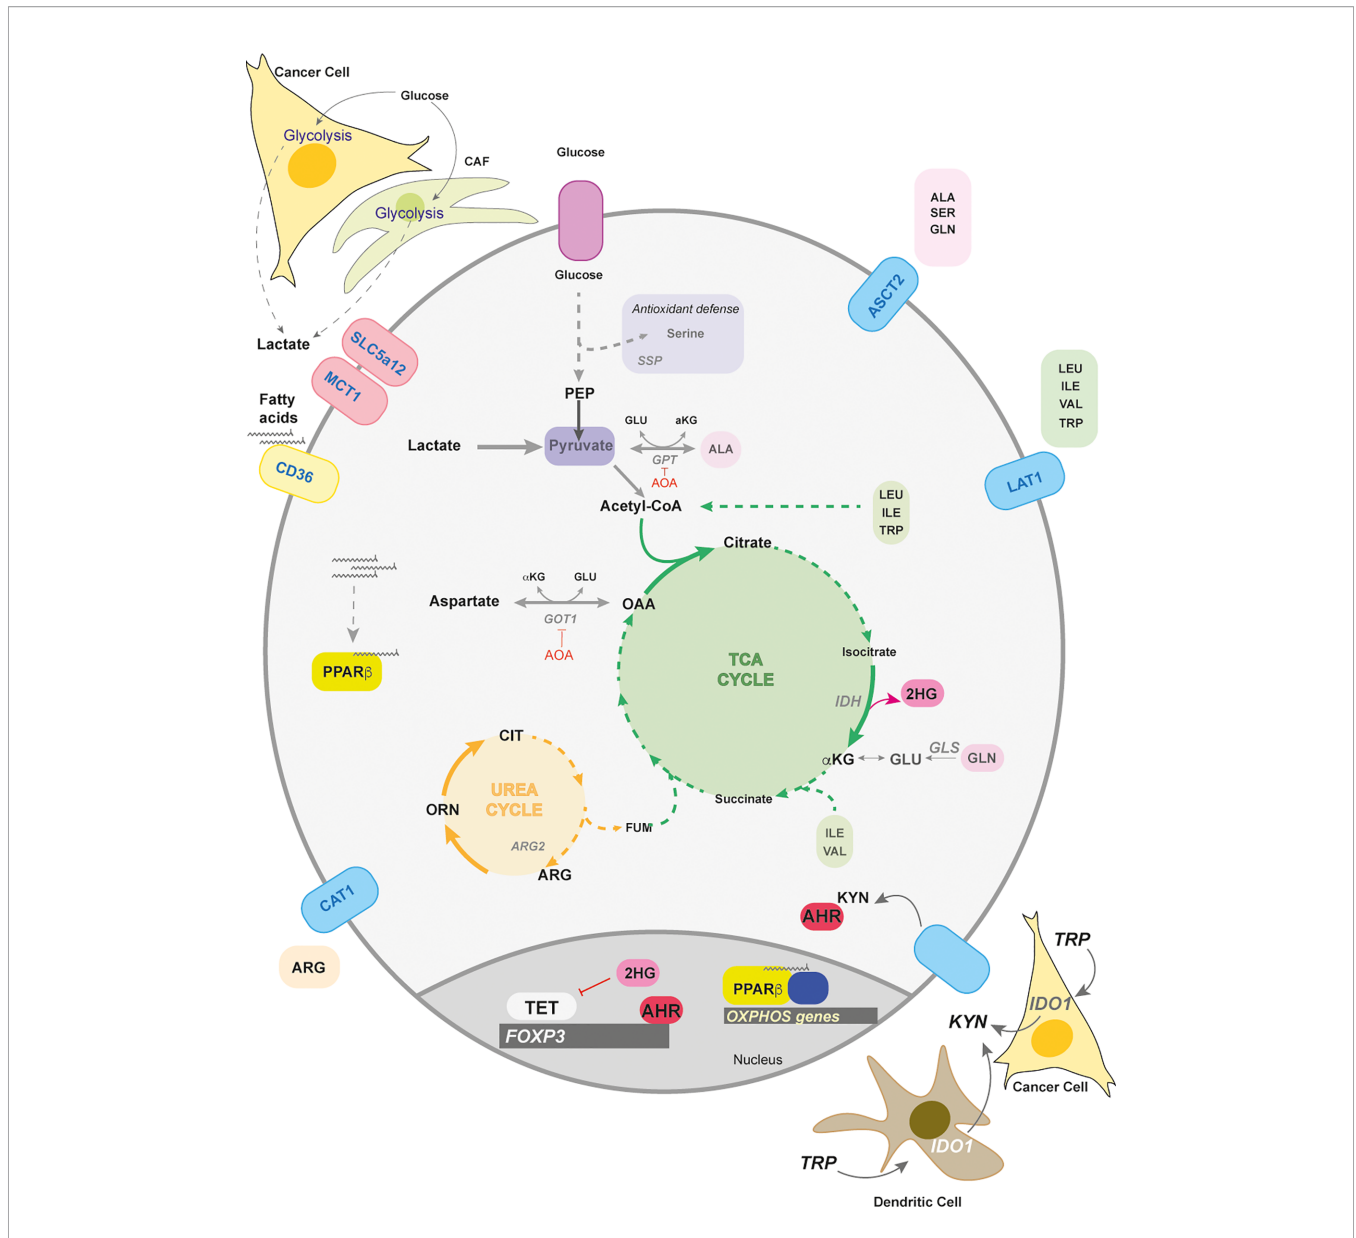 Cancer Cell
Glucose
Glycolysis
CAF
Glycolysis
Glucose
Glucose
ALA
SER
GLN
ASCT2
Antioxidant defense
Serine
SSP
Lactate
SLC5a12
MCT1
Fatty
acids
CD36
PEP
LEU
ILE
VAL
TRP
LAT1
Lactate
Pyruvate
GLU
aKG
GPT
ALA
AOA
Acetyl-CoA
LEU
ILE
TRP
Citrate
Aspartate
αKG
GLU
GOT1
AOA
OAA
TCA
CYCLE
Isocitrate
IDH
2HG
αKG
GLU
GLS
GLN
Succinate
ILE
VAL
PPARβ
CIT
UREA
CYCLE
ORN
ARG2
ARG
FUM
CAT1
ARG
KYN
AHR
TRP
IDO1
KYN
Cancer Cell
2HG
TET
AHR
FOXP3
PPARβ
OXPHOS genes
Nucleus
IDO1
TRP
Dendritic Cell